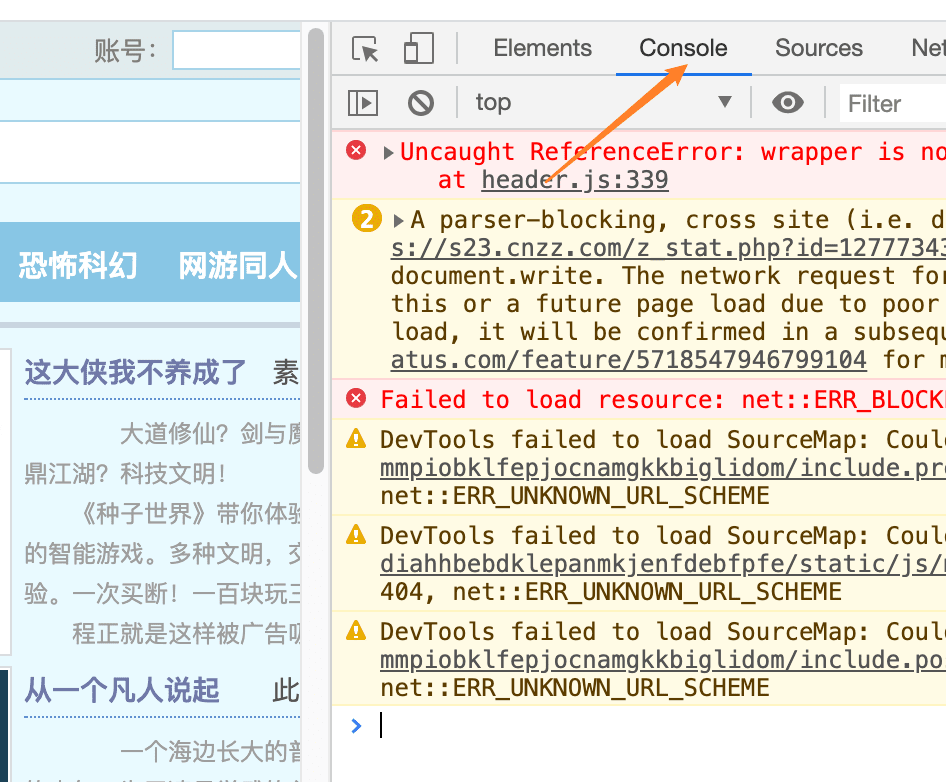 账号：
恐怖科幻 网游同人
这大侠我不养成了 素
大道修仙？剑与魔
鼎江湖？科技文明！
《种子世界》带你体验
的智能游戏。多种文明，交
验。一次买断！一百块玩三
程正就是这样被广告吸
从一个凡人说起 此
一个海边长大的普
Elements Console Sources Net
top Filter
Uncaught ReferenceError: wrapper is no
at header.js:339
2 A parser-blocking, cross site (i.e. d
s://s23.cnzz.com/z_stat.php?id=12777343
document.write. The network request for
this or a future page load due to poor
load, it will be confirmed in a subsequ
atus.com/feature/5718547946799104 for m
Failed to load resource: net::ERR_BLOCK
DevTools failed to load SourceMap: Coul
mmpiobklfepjocnamgkkbiglidom/include.pre
net::ERR_UNKNOWN_URL_SCHEME
DevTools failed to load SourceMap: Coul
diahhbebdklepanmkjenfdebfpfe/static/js/m
404, net::ERR_UNKNOWN_URL_SCHEME
DevTools failed to load SourceMap: Coul
mmpiobklfepjocnamgkkbiglidom/include.po
net::ERR_UNKNOWN_URL_SCHEME